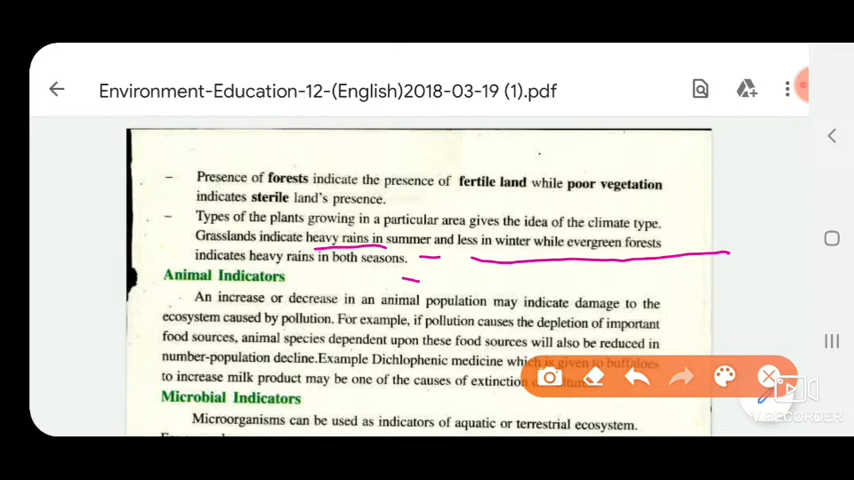 Environment-Education-12-(English)2018-03-19 (1).pdf
– Presence of forests indicate the presence of fertile land while poor vegetation
indicates sterile land's presence.
– Types of the plants growing in a particular area gives the idea of the climate type.
Grasslands indicate heavy rains in summer and less in winter while evergreen forests
indicates heavy rains in both seasons.
Animal Indicators
An increase or decrease in an animal population may indicate damage to the
ecosystem caused by pollution. For example, if pollution causes the depletion of important
food sources, animal species dependent upon these food sources will also be reduced in
number-population decline.Example Dichlophenic medicine which is given to buffaloes
to increase milk product may be one of the causes of extinction
Microbial Indicators
Microorganisms can be used as indicators of aquatic or terrestrial ecosystem.
V RECORDER